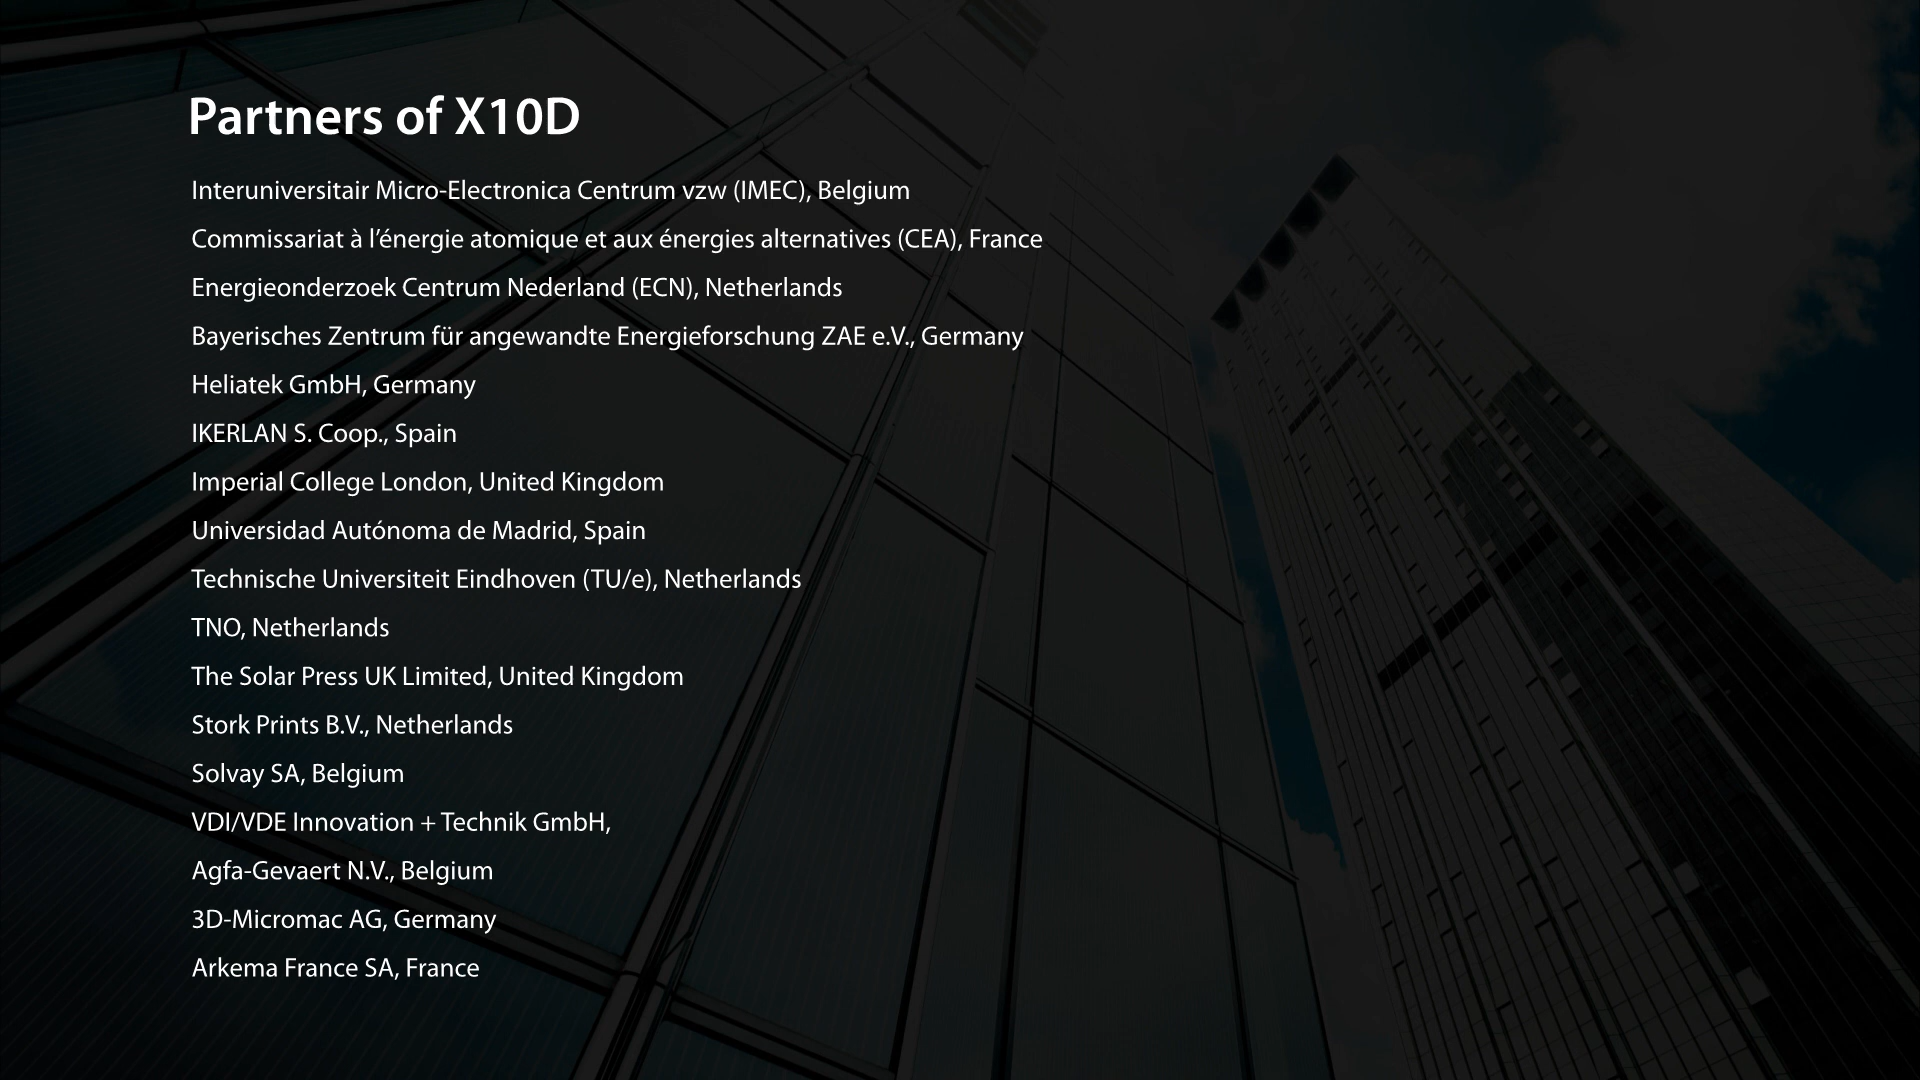 Partners of X10D
Interuniversitair Micro-Electronica Centrum vzw (IMEC), Belgium
Commissariat à l’énergie atomique et aux énergies alternatives (CEA), France
Energieonderzoek Centrum Nederland (ECN), Netherlands
Bayerisches Zentrum für angewandte Energieforschung ZAE e.V., Germany
Heliatek GmbH, Germany
IKERLAN S. Coop., Spain
Imperial College London, United Kingdom
Universidad Autónoma de Madrid, Spain
Technische Universiteit Eindhoven (TU/e), Netherlands
TNO, Netherlands
The Solar Press UK Limited, United Kingdom
Stork Prints B.V., Netherlands
Solvay SA, Belgium
VDI/VDE Innovation + Technik GmbH,
Agfa-Gevaert N.V., Belgium
3D-Micromac AG, Germany
Arkema France SA, France